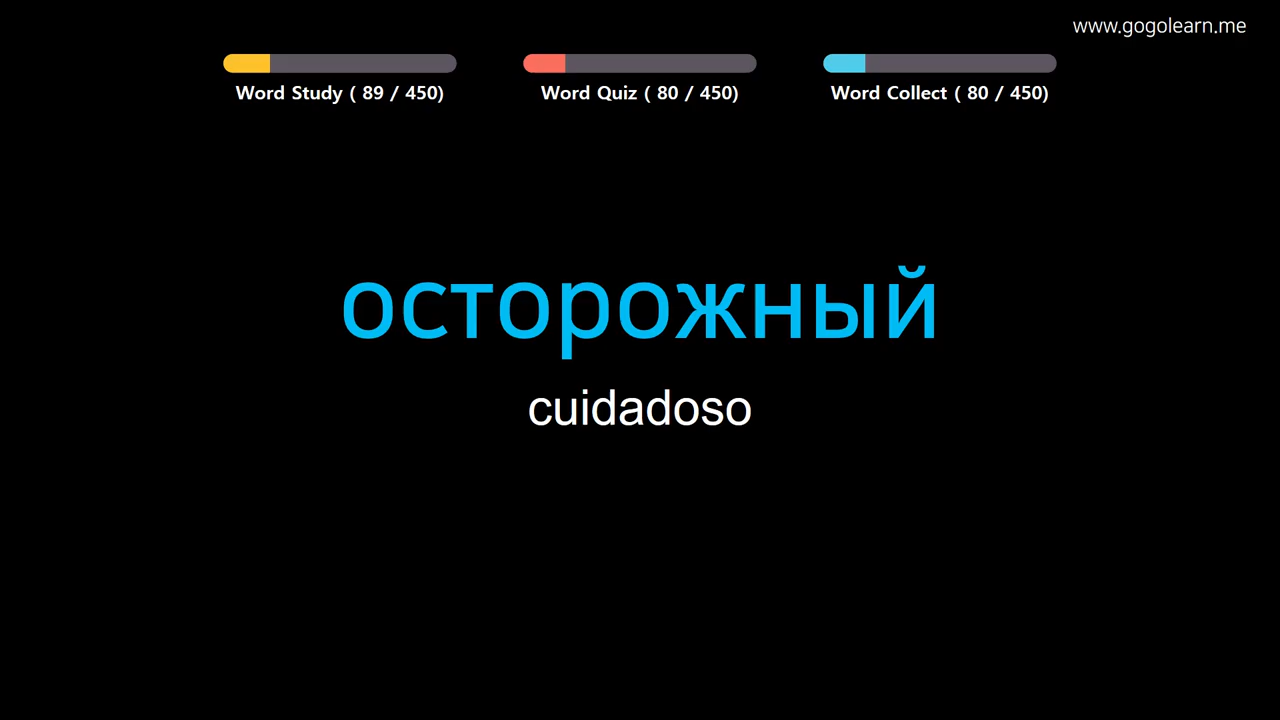 www.gogolearn.me
Word Study ( 89 / 450)
Word Quiz ( 80 / 450)
Word Collect ( 80 / 450)
осторожный
cuidadoso